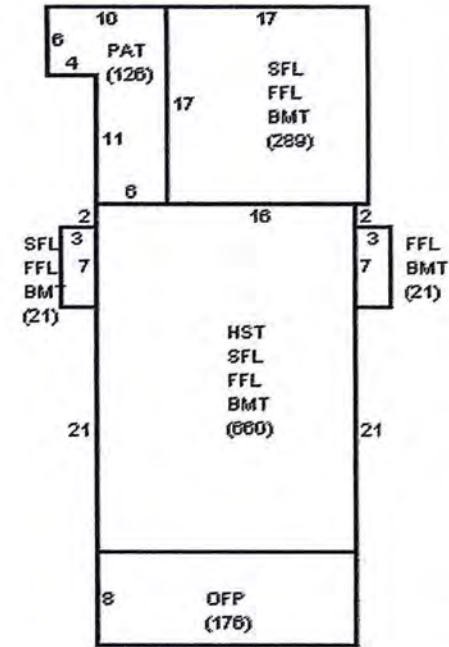 10
17
6
PAT
(126)
4
SFL
FFL
BMT
(289)
17
11
6
2
16
2
SFL
FFL
BMT
(21)
3
7
3
7
FFL
BMT
(21)
HST
SFL
FFL
BMT
(660)
21
21
8
OFP
(176)